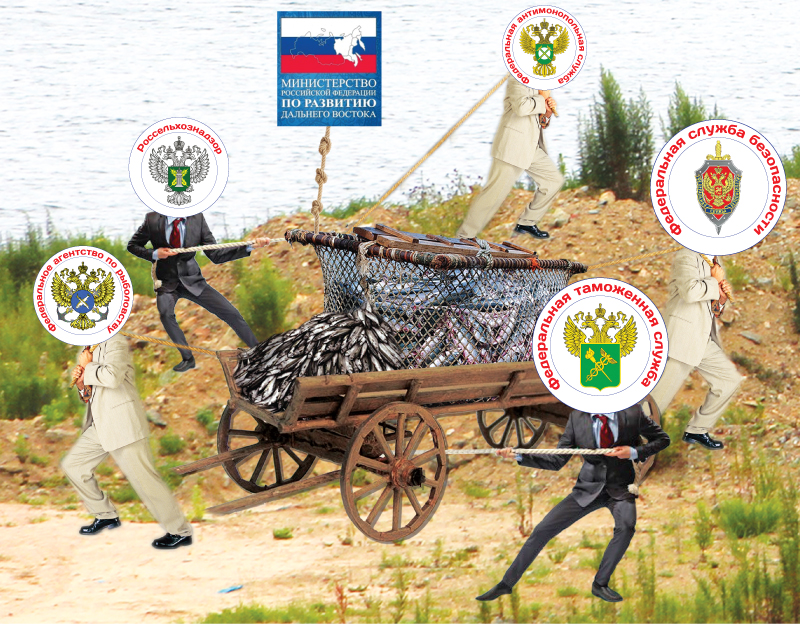 МИНИСТЕРСТВО
РОССИЙСКОЙ ФЕДЕРАЦИИ
ПО РАЗВИТИЮ
ДАЛЬНЕГО ВОСТОКА
Федеральная антимонопольная служба
Россельхознадзор
Федеральная служба безопасности
Федеральное агентство по рыболовству
Федеральная таможенная служба